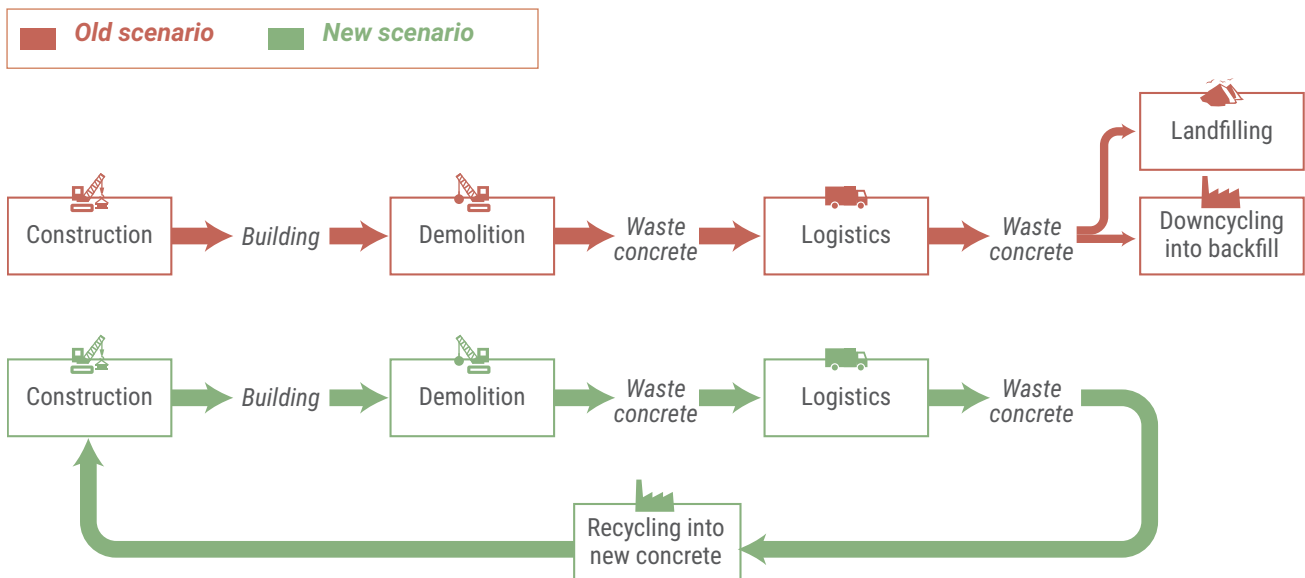 Old scenario
New scenario
Landfilling
Construction
Building
Demolition
Waste
concrete
Logistics
Waste
concrete
Downcycling
into backfill
Construction
Building
Demolition
Waste
concrete
Logistics
Waste
concrete
Recycling into
new concrete